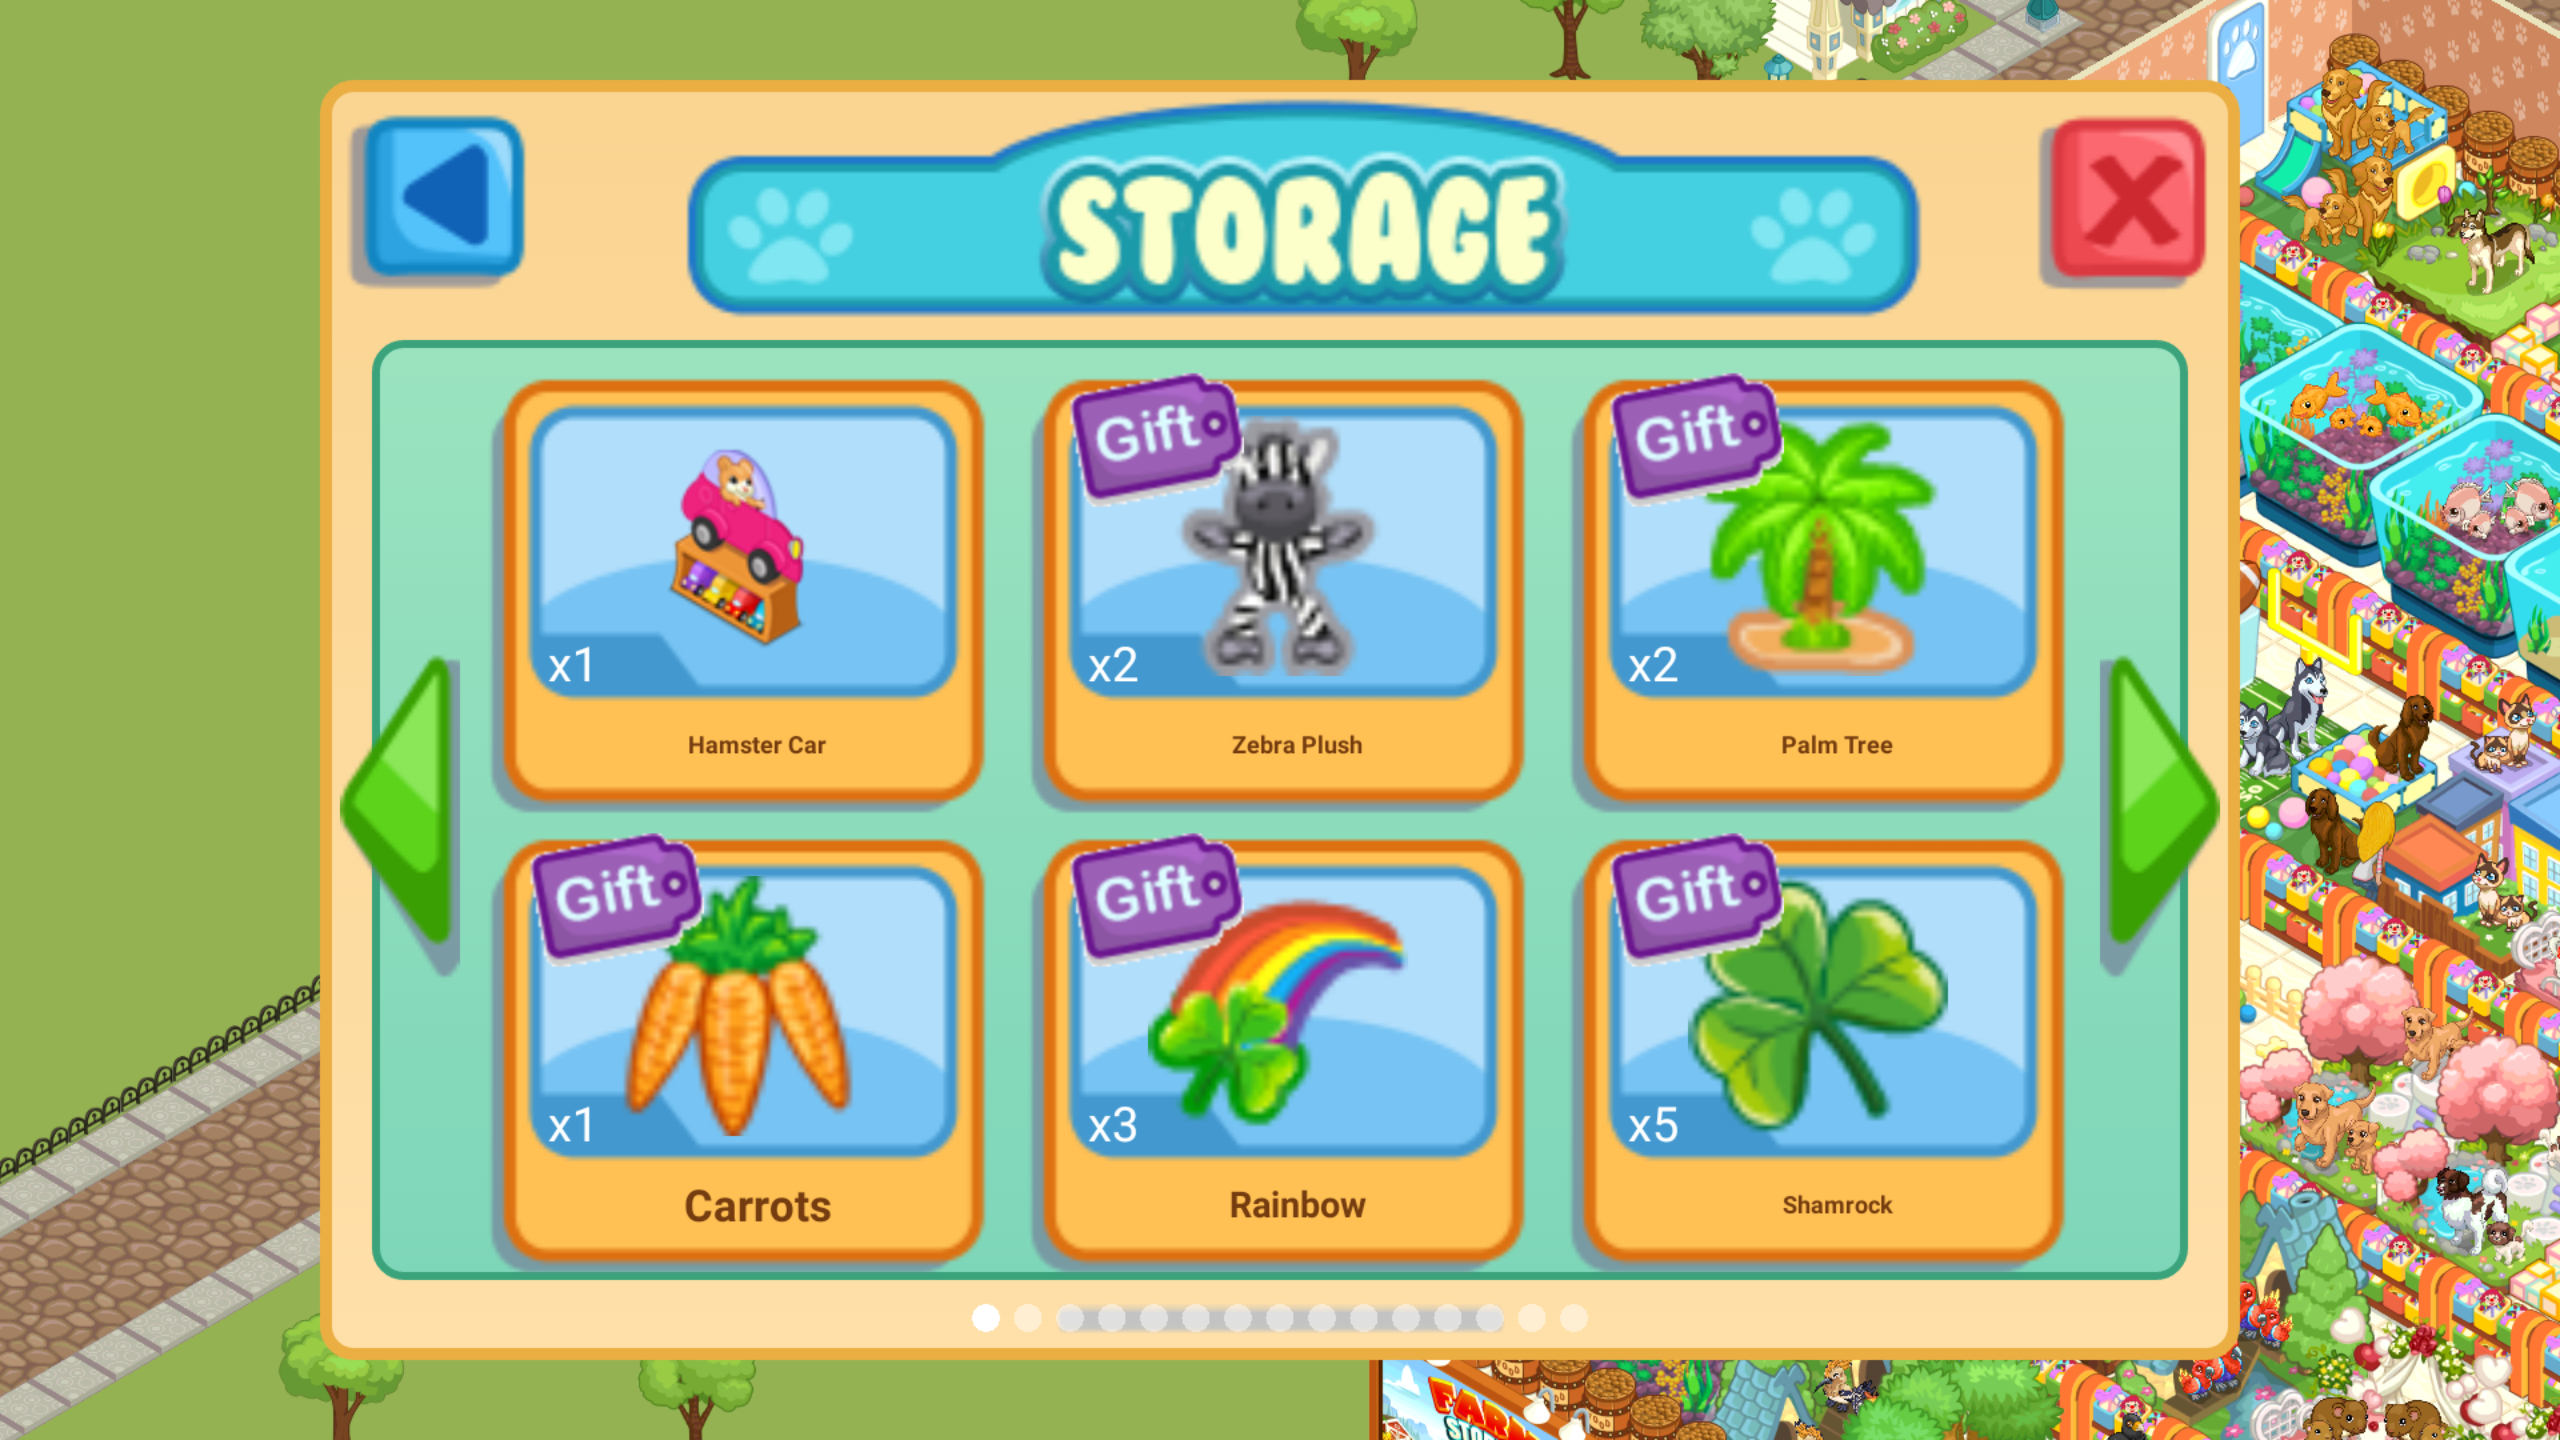 STORAGE
x1
Hamster Car
Gift
x2
Zebra Plush
Gift
x2
Palm Tree
Gift
x1
Carrots
Gift
x3
Rainbow
Gift
x5
Shamrock